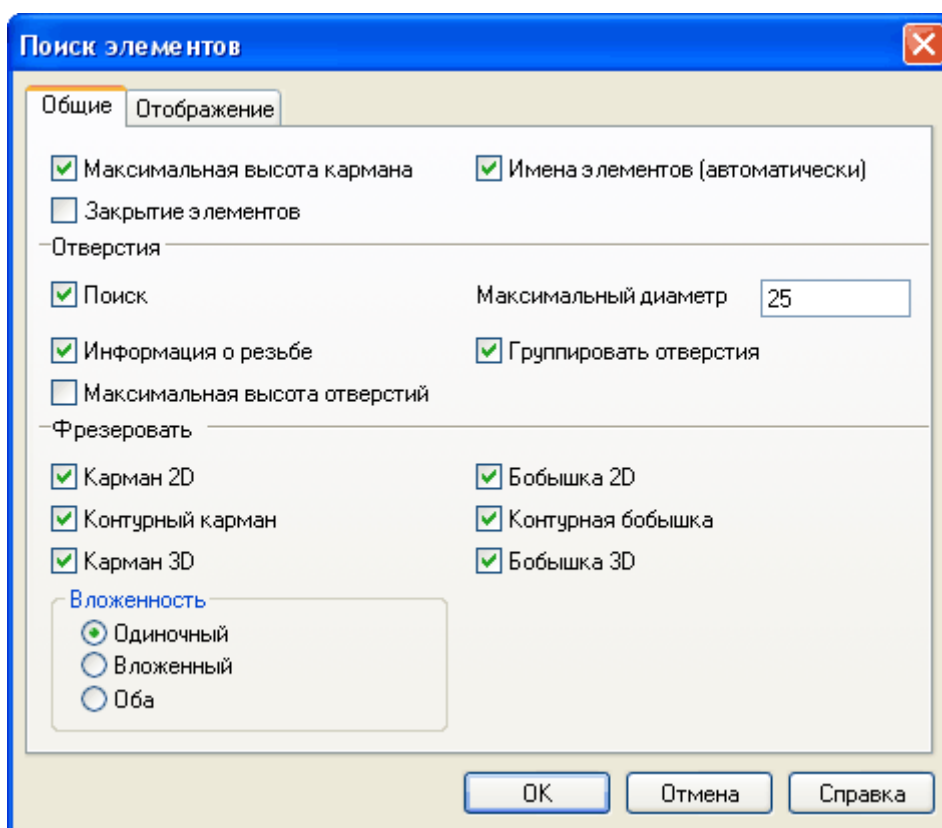 Поиск элементов
Общие Отображение
Максимальная высота кармана Имена элементов (автоматически)
Закрытие элементов
Отверстия
Поиск Максимальный диаметр 25
Информация о резьбе Группировать отверстия
Максимальная высота отверстий
Фрезеровать
Карман 2D Бобышка 2D
Контурный карман Контурная бобышка
Карман 3D Бобышка 3D
Вложенность
Одиночный
Вложенный
Оба
OK Отмена Справка